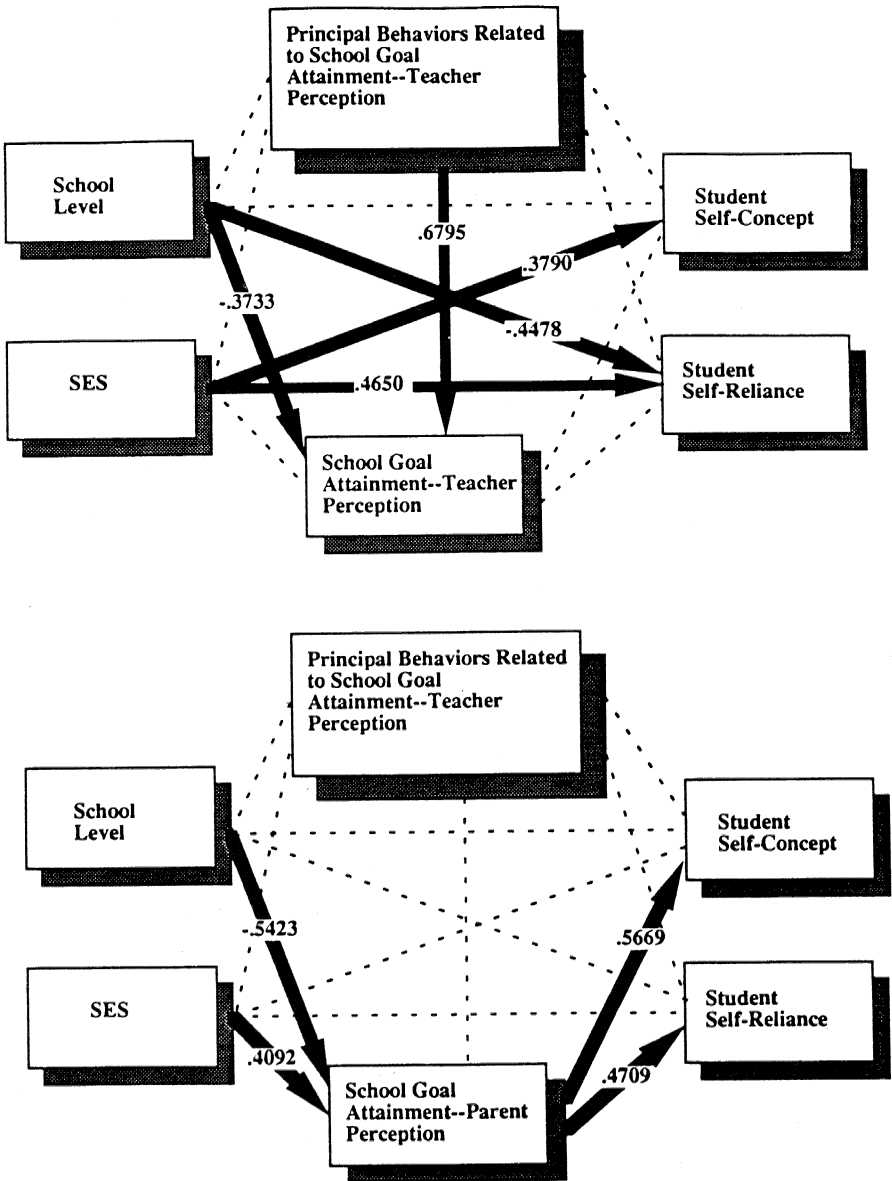 Principal Behaviors Related
to School Goal
Attainment--Teacher
Perception
School
Level
Student
Self-Concept
.6795
.3790
-.3733
-.4478
SES
.4650
Student
Self-Reliance
School Goal
Attainment--Teacher
Perception
Principal Behaviors Related
to School Goal
Attainment--Teacher
Perception
School
Level
Student
Self-Concept
-.5423
.5669
SES
Student
Self-Reliance
.4092
.4709
School Goal
Attainment--Parent
Perception